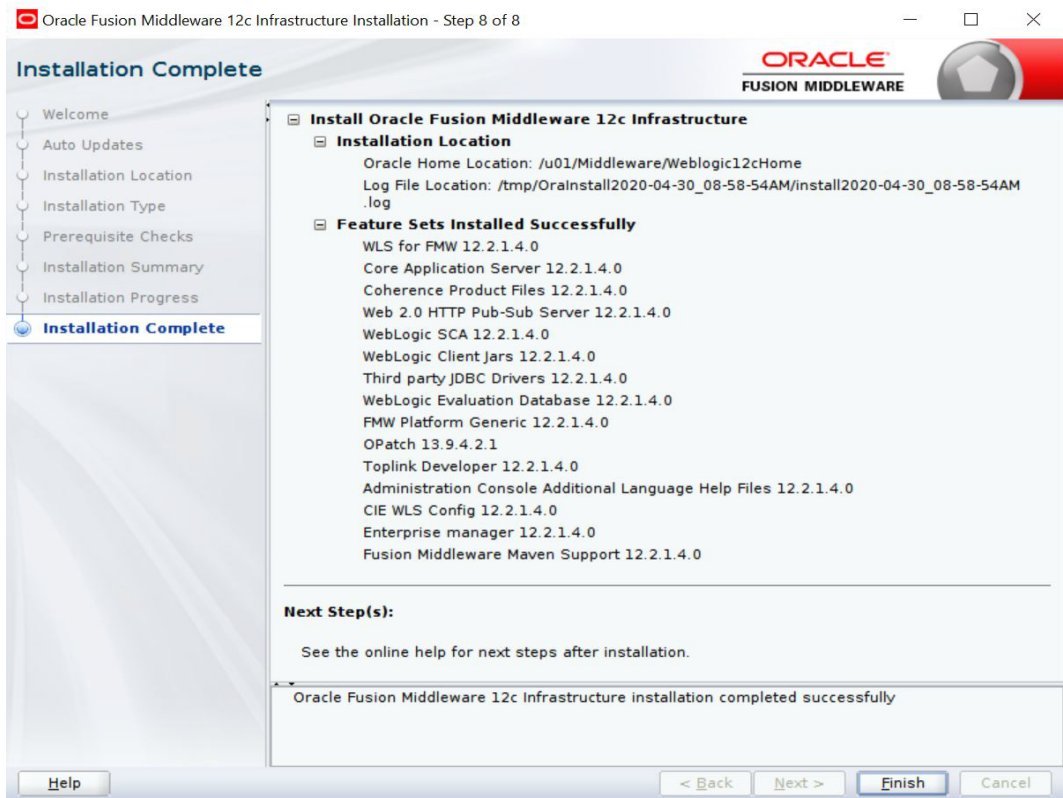 Oracle Fusion Middleware 12c Infrastructure Installation - Step 8 of 8
Installation Complete
ORACLE
FUSION MIDDLEWARE
Welcome
Auto Updates
Installation Location
Installation Type
Prerequisite Checks
Installation Summary
Installation Progress
Installation Complete
Install Oracle Fusion Middleware 12c Infrastructure
Installation Location
Oracle Home Location: /u01/Middleware/Weblogic12cHome
Log File Location: /tmp/OraInstall2020-04-30_08-58-54AM/install2020-04-30_08-58-54AM
.log
Feature Sets Installed Successfully
WLS for FMW 12.2.1.4.0
Core Application Server 12.2.1.4.0
Coherence Product Files 12.2.1.4.0
Web 2.0 HTTP Pub-Sub Server 12.2.1.4.0
WebLogic SCA 12.2.1.4.0
WebLogic Client Jars 12.2.1.4.0
Third party JDBC Drivers 12.2.1.4.0
WebLogic Evaluation Database 12.2.1.4.0
FMW Platform Generic 12.2.1.4.0
OPatch 13.9.4.2.1
Toplink Developer 12.2.1.4.0
Administration Console Additional Language Help Files 12.2.1.4.0
CIE WLS Config 12.2.1.4.0
Enterprise manager 12.2.1.4.0
Fusion Middleware Maven Support 12.2.1.4.0
Next Step(s):
See the online help for next steps after installation.
Oracle Fusion Middleware 12c Infrastructure installation completed successfully
Help
< Back
Next >
Finish
Cancel